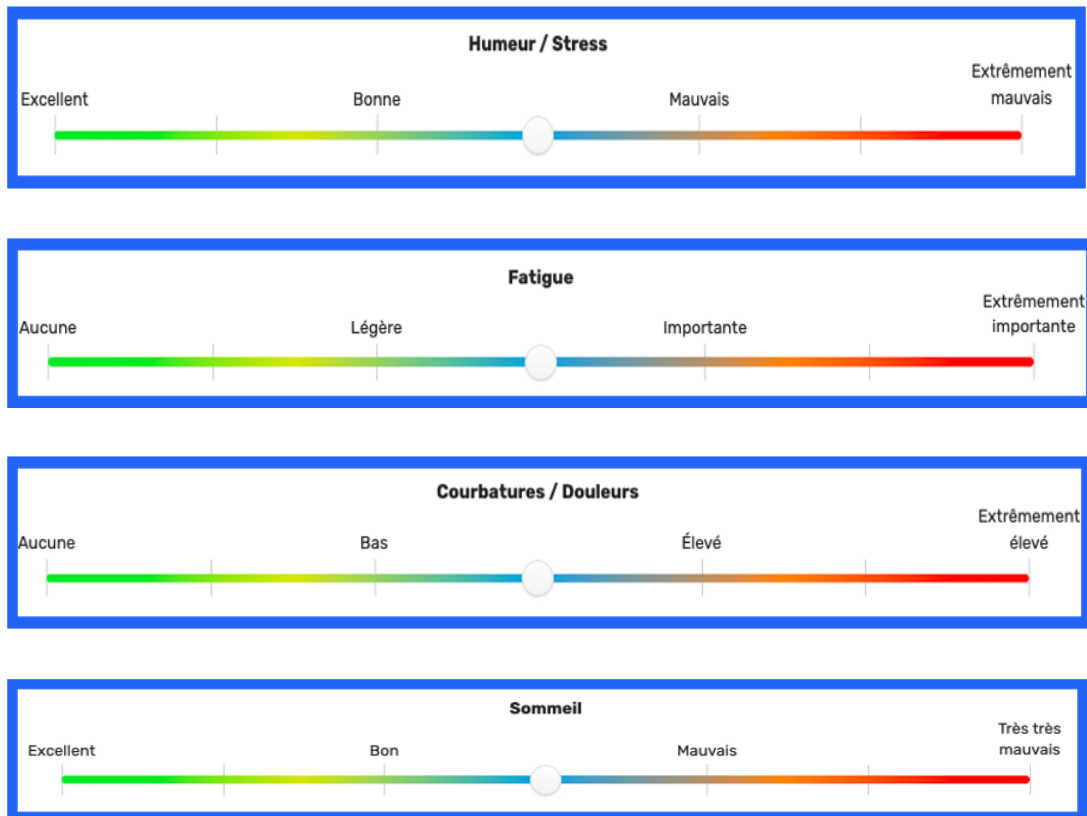 Humeur / Stress
Extrêmement
Excellent Bonne Mauvais mauvais
Fatigue
Extrêmement
Aucune Légère Importante importante
Courbatures / Douleurs
Extrêmement
Aucune Bas Élevé élevé
Sommeil
Très très
Excellent Bon Mauvais mauvais